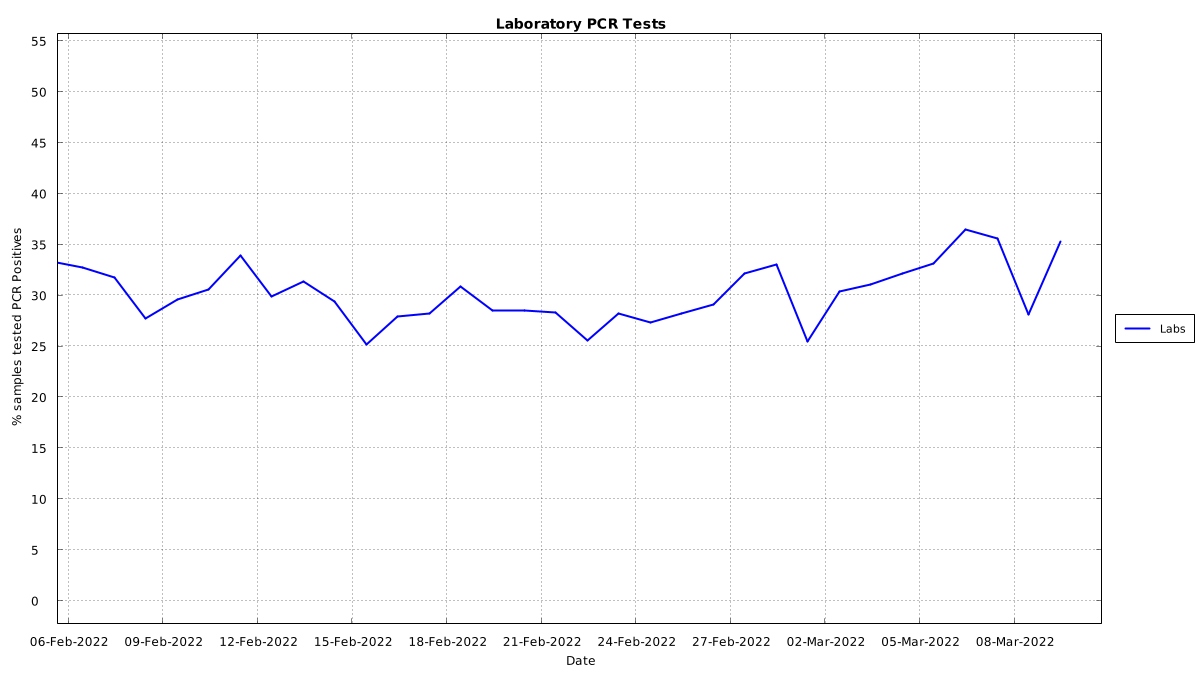 Laboratory PCR Tests
55
50
45
40
35
30
25
20
15
10
5
0
% samples tested PCR Positives
06-Feb-2022 09-Feb-2022 12-Feb-2022 15-Feb-2022 18-Feb-2022 21-Feb-2022 24-Feb-2022 27-Feb-2022 02-Mar-2022 05-Mar-2022 08-Mar-2022
Date
Labs